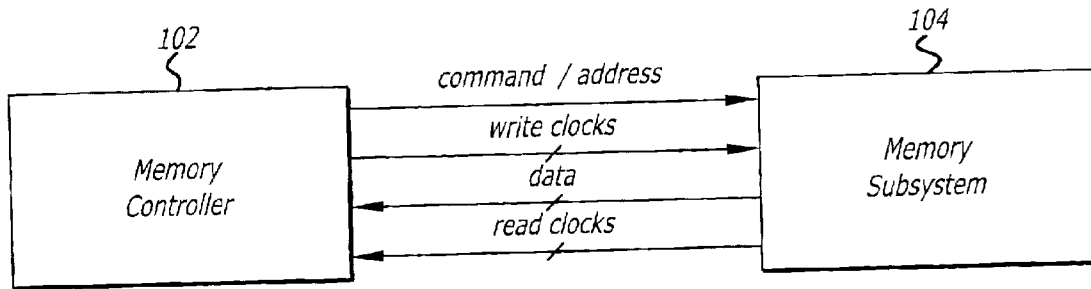 102
104
command / address
write clocks
data
read clocks
Memory
Controller
Memory
Subsystem